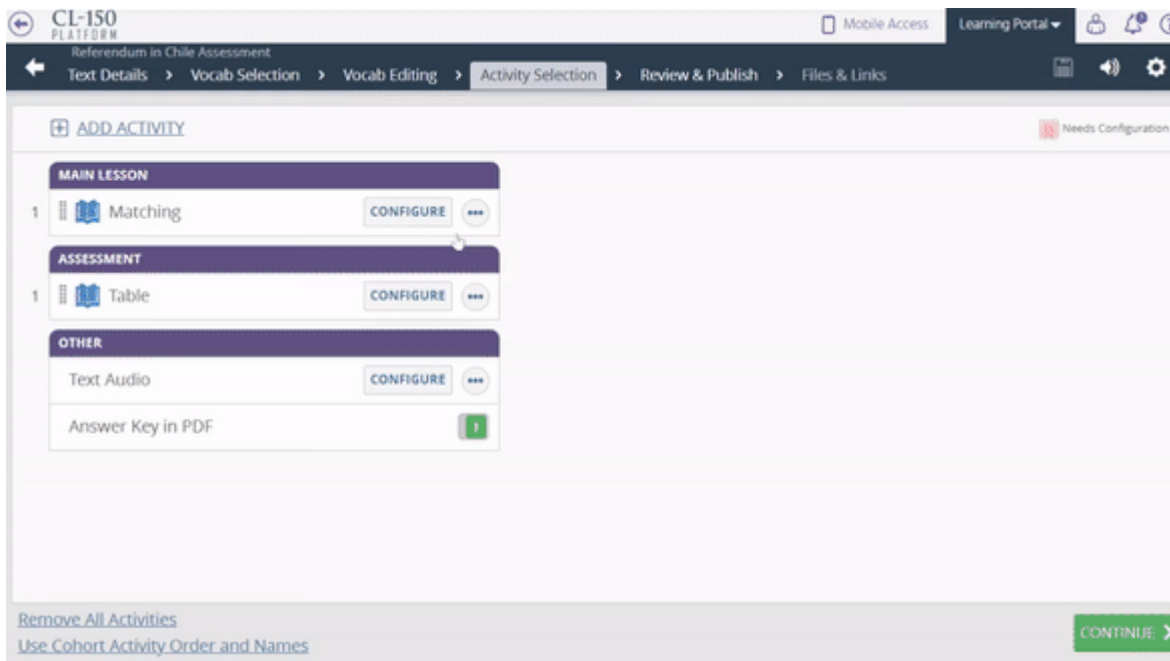 CL-150
PLATFORM
Mobile Access
Learning Portal
Referendum in Chile Assessment
Text Details > Vocab Selection > Vocab Editing > Activity Selection > Review & Publish > Files & Links
ADD ACTIVITY
Needs Configuration
MAIN LESSON
1 Matching CONFIGURE
ASSESSMENT
1 Table CONFIGURE
OTHER
Text Audio CONFIGURE
Answer Key in PDF
Remove All Activities
Use Cohort Activity Order and Names
CONTINUE